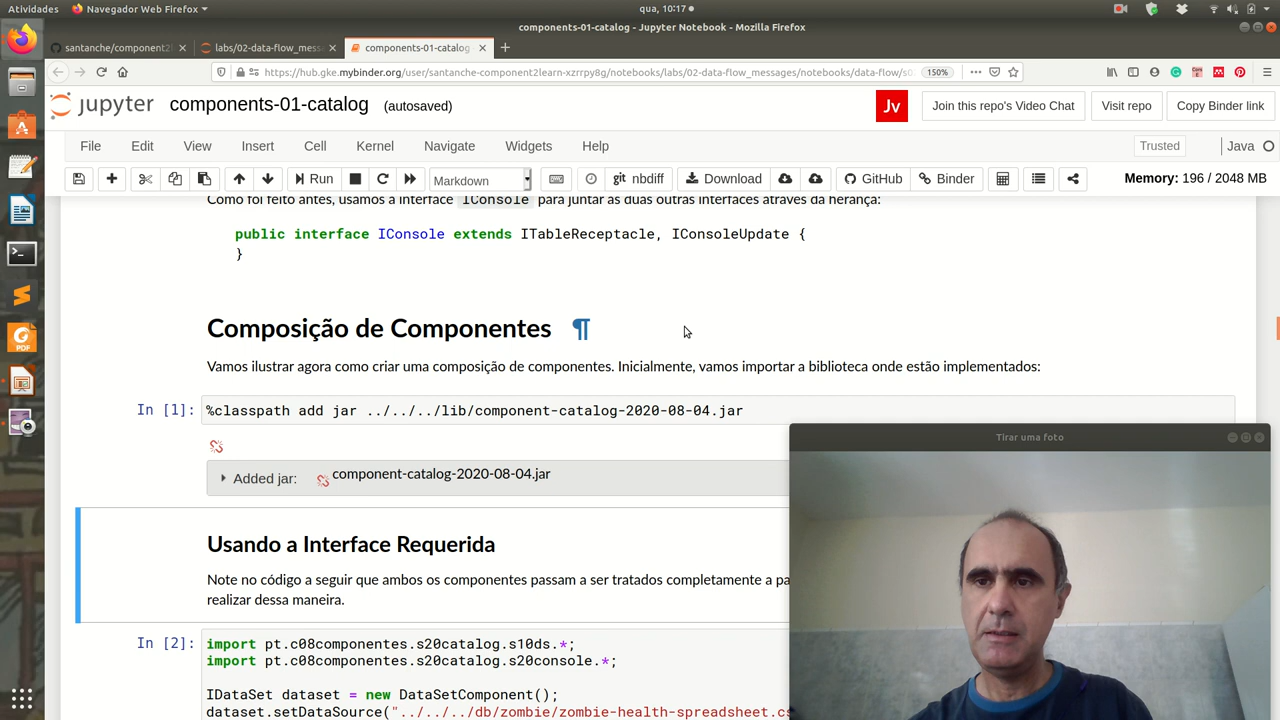 Atividades Navegador Web Firefox qua, 10:17
components-01-catalog - Jupyter Notebook - Mozilla Firefox
santanche/component2 labs/02-data-flow_mess components-01-catalog
https://hub.gke.mybinder.org/user/santanche-component2learn-xzrrpy8g/notebooks/labs/02-data-flow_messages/notebooks/data-flow/s0 150%
jupyter components-01-catalog (autosaved) Jv Join this repo's Video Chat Visit repo Copy Binder link
File Edit View Insert Cell Kernel Navigate Widgets Help Trusted Java
Run Markdown nbdiff Download GitHub Binder Memory: 196 / 2048 MB
Como foi feito antes, usamos a interface IConsole para juntar as duas outras interfaces através da herança:
public interface IConsole extends ITableReceptacle, IConsoleUpdate {
}
Composição de Componentes ¶
Vamos ilustrar agora como criar uma composição de componentes. Inicialmente, vamos importar a biblioteca onde estão implementados:
In [1]: %classpath add jar ../../../lib/component-catalog-2020-08-04.jar
Tirar uma foto
Added jar: component-catalog-2020-08-04.jar
Usando a Interface Requerida
Note no código a seguir que ambos os componentes passam a ser tratados completamente a pa
realizar dessa maneira.
In [2]: import pt.c08componentes.s20catalog.s10ds.*;
import pt.c08componentes.s20catalog.s20console.*;
IDataSet dataset = new DataSetComponent();
dataset.setDataSource("../../../db/zombie/zombie-health-spreadsheet.cs